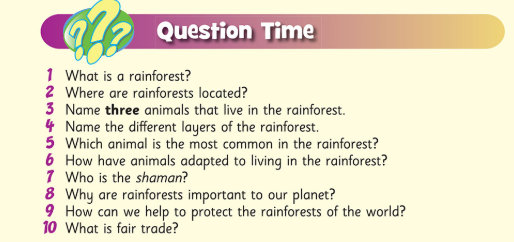 Question Time
1 What is a rainforest?
2 Where are rainforests located?
3 Name three animals that live in the rainforest.
4 Name the different layers of the rainforest.
5 Which animal is the most common in the rainforest?
6 How have animals adapted to living in the rainforest?
7 Who is the shaman?
8 Why are rainforests important to our planet?
9 How can we help to protect the rainforests of the world?
10 What is fair trade?